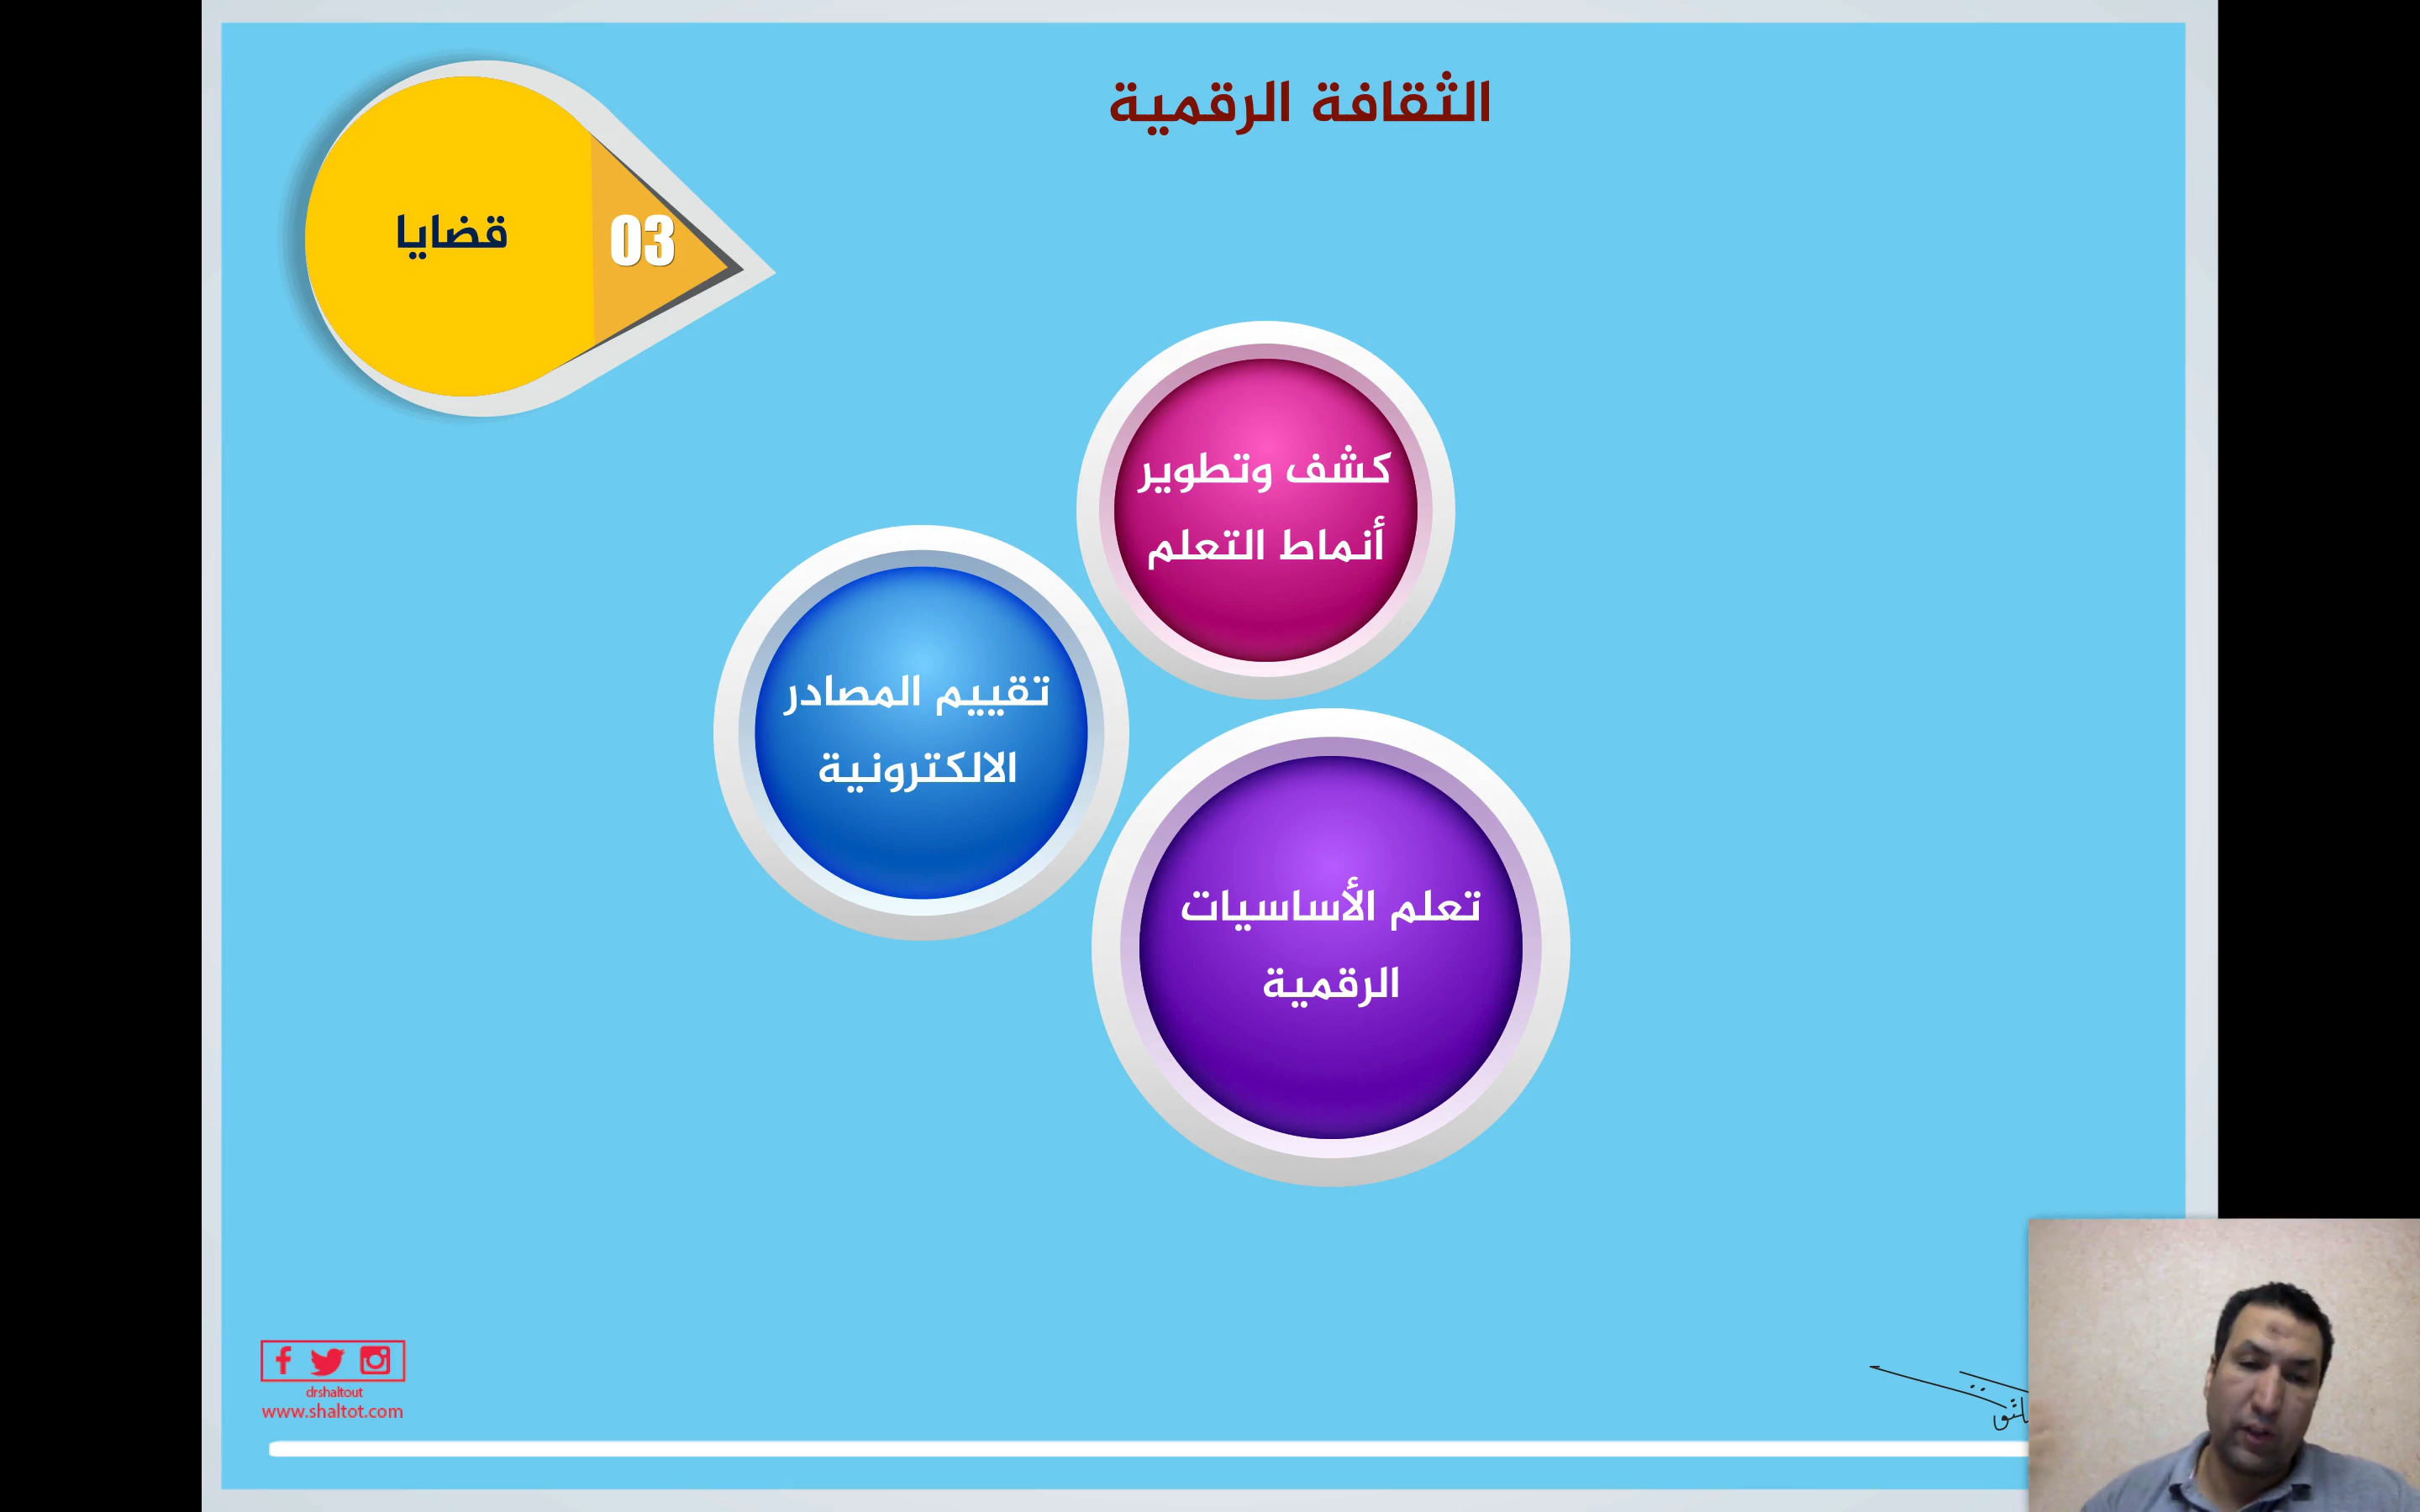 الثقافة الرقمية
قضايا
03
كشف وتطوير
أنماط التعلم
تقييم المصادر
الالكترونية
تعلم الأساسيات
الرقمية
drshaltout
www.shaltot.com